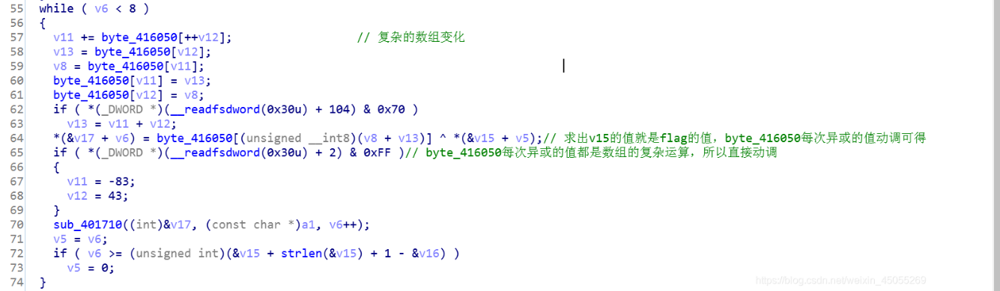 55 while ( v6 < 8 )
56 {
57 v11 += byte_416050[++v12]; // 复杂的数组变化
58 v13 = byte_416050[v12];
59 v8 = byte_416050[v11];
60 byte_416050[v11] = v13;
61 byte_416050[v12] = v8;
62 if ( *(_DWORD *)(__readfsdword(0x30u) + 104) & 0x70 )
63 v13 = v11 + v12;
64 *(&v17 + v6) = byte_416050[(unsigned __int8)(v8 + v13)] ^ *(&v15 + v5);// 求出v15的值就是flag的值，byte_416050每次异或的值动调可得
65 if ( *(_DWORD *)(__readfsdword(0x30u) + 2) & 0xFF )// byte_416050每次异或的值都是数组的复杂运算，所以直接动调
66 {
67 v11 = -83;
68 v12 = 43;
69 }
70 sub_401710((int)&v17, (const char *)a1, v6++);
71 v5 = v6;
72 if ( v6 >= (unsigned int)(&v15 + strlen(&v15) + 1 - &v16) )
73 v5 = 0;
74 }
https://blog.csdn.net/weixin_45055269